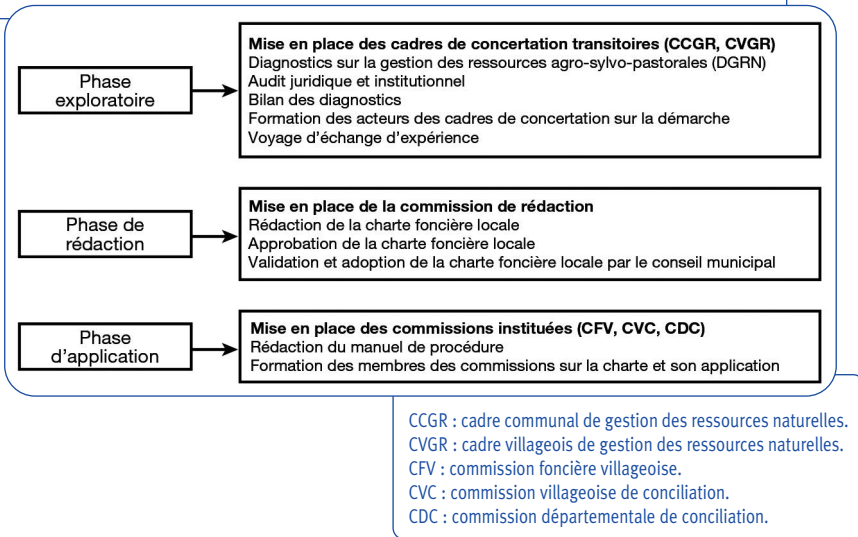 Phase
exploratoire
Mise en place des cadres de concertation transitoires (CCGR, CVGR)
Diagnostics sur la gestion des ressources agro-sylvo-pastorales (DGRN)
Audit juridique et institutionnel
Bilan des diagnostics
Formation des acteurs des cadres de concertation sur la démarche
Voyage d'échange d'expérience
Phase de
rédaction
Mise en place de la commission de rédaction
Rédaction de la charte foncière locale
Approbation de la charte foncière locale
Validation et adoption de la charte foncière locale par le conseil municipal
Phase
d'application
Mise en place des commissions instituées (CFV, CVC, CDC)
Rédaction du manuel de procédure
Formation des membres des commissions sur la charte et son application
CCGR : cadre communal de gestion des ressources naturelles.
CVGR : cadre villageois de gestion des ressources naturelles.
CFV : commission foncière villageoise.
CVC : commission villageoise de conciliation.
CDC : commission départementale de conciliation.